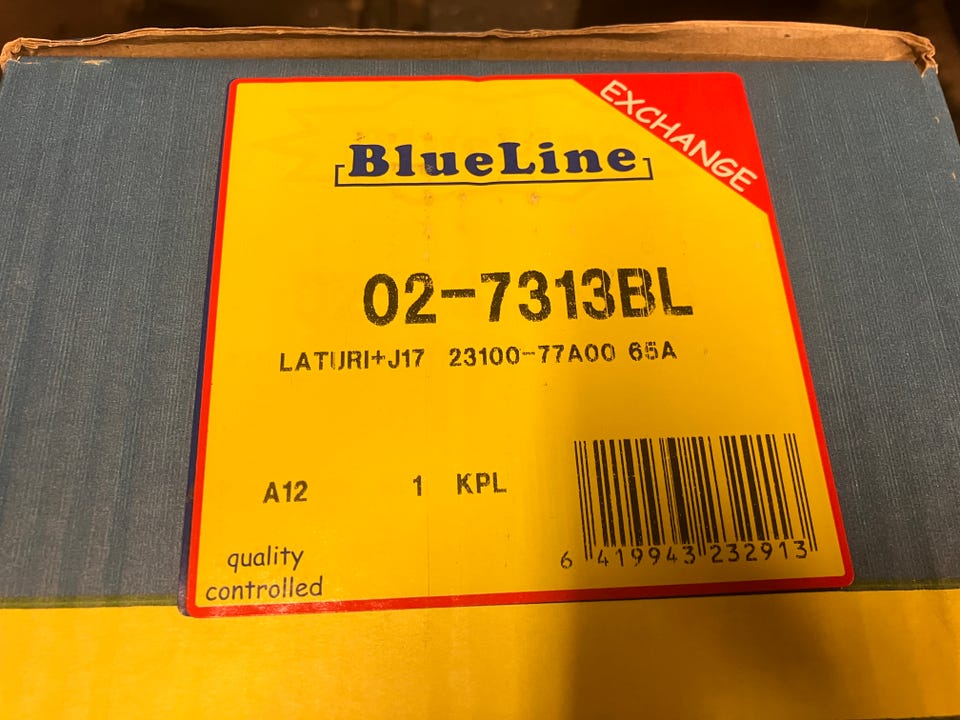 EXCHANGE
BlueLine
02-7313BL
LATURI+J17 23100-77A00 65A
A12 1 KPL
quality
controlled
6 419943 232913